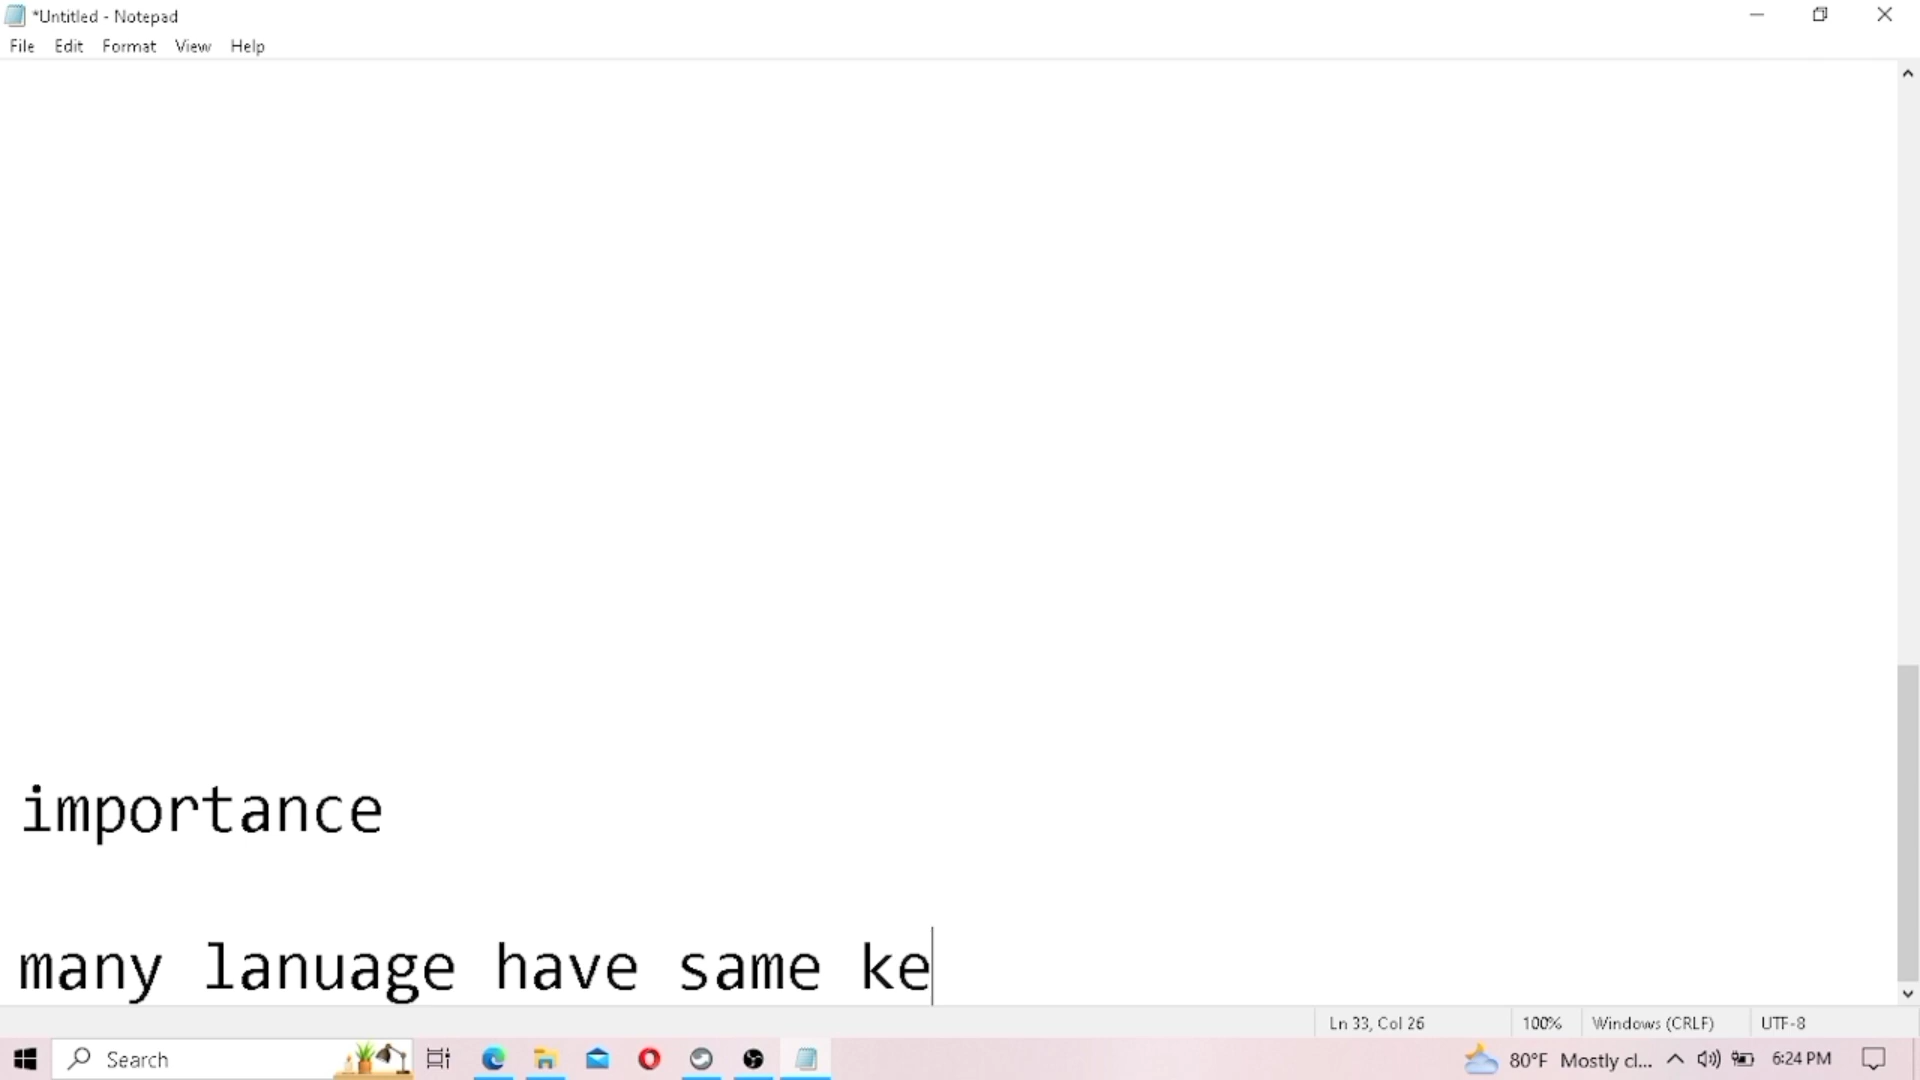 *Untitled - Notepad
File Edit Format View Help
importance
many lanuage have same ke
Ln 33, Col 26 100% Windows (CRLF) UTF-8
Search 80°F Mostly cl... 6:24 PM